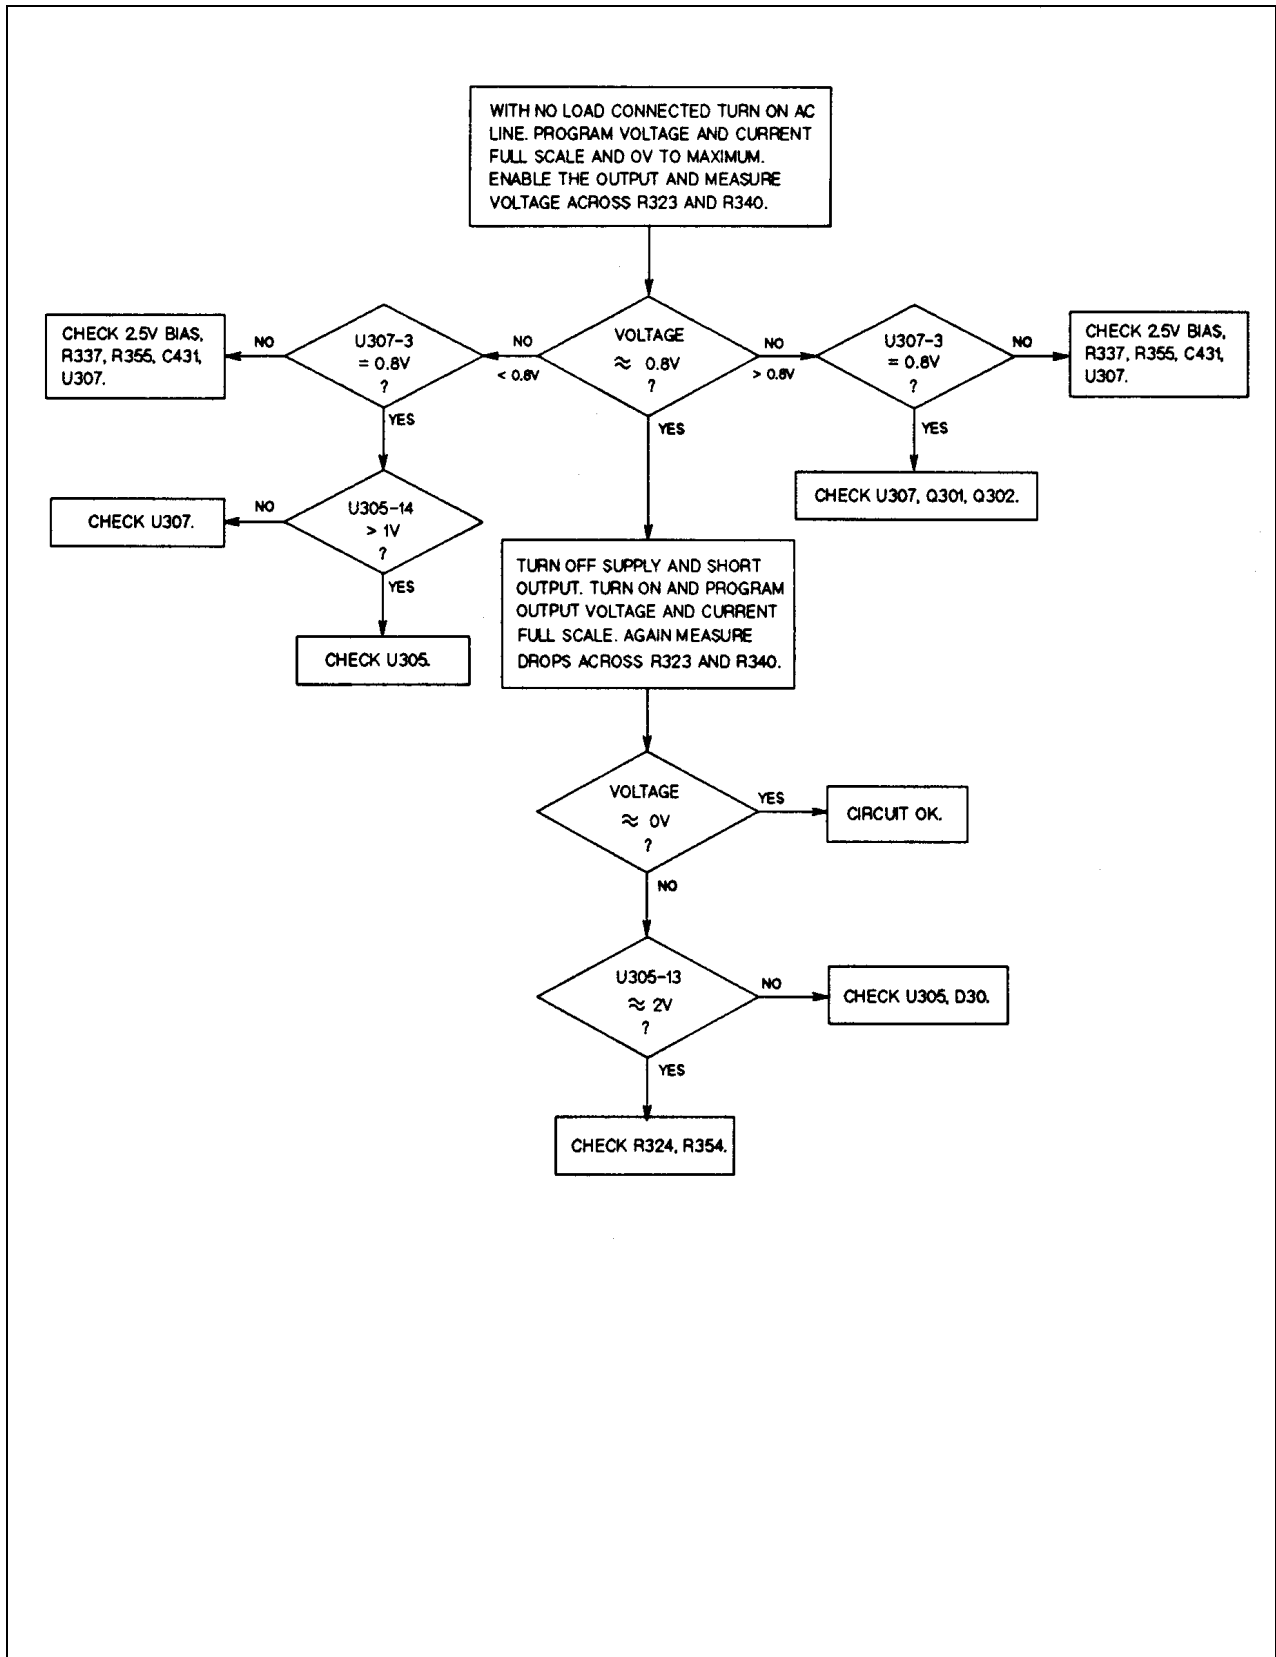 WITH NO LOAD CONNECTED TURN ON AC
LINE. PROGRAM VOLTAGE AND CURRENT
FULL SCALE AND OV TO MAXIMUM.
ENABLE THE OUTPUT AND MEASURE
VOLTAGE ACROSS R323 AND R340.
CHECK 2.5V BIAS,
R337, R355, C431,
U307.
NO
U307-3
= 0.8V
?
NO
< 0.8V
VOLTAGE
≈ 0.8V
?
NO
> 0.8V
U307-3
= 0.8V
?
NO
CHECK 2.5V BIAS,
R337, R355, C431,
U307.
YES
YES
YES
CHECK U307, Q301, Q302.
CHECK U307.
NO
U305-14
> 1V
?
YES
CHECK U305.
TURN OFF SUPPLY AND SHORT
OUTPUT. TURN ON AND PROGRAM
OUTPUT VOLTAGE AND CURRENT
FULL SCALE. AGAIN MEASURE
DROPS ACROSS R323 AND R340.
VOLTAGE
≈ 0V
?
YES
CIRCUIT OK.
NO
U305-13
≈ 2V
?
NO
CHECK U305, D30.
YES
CHECK R324, R354.